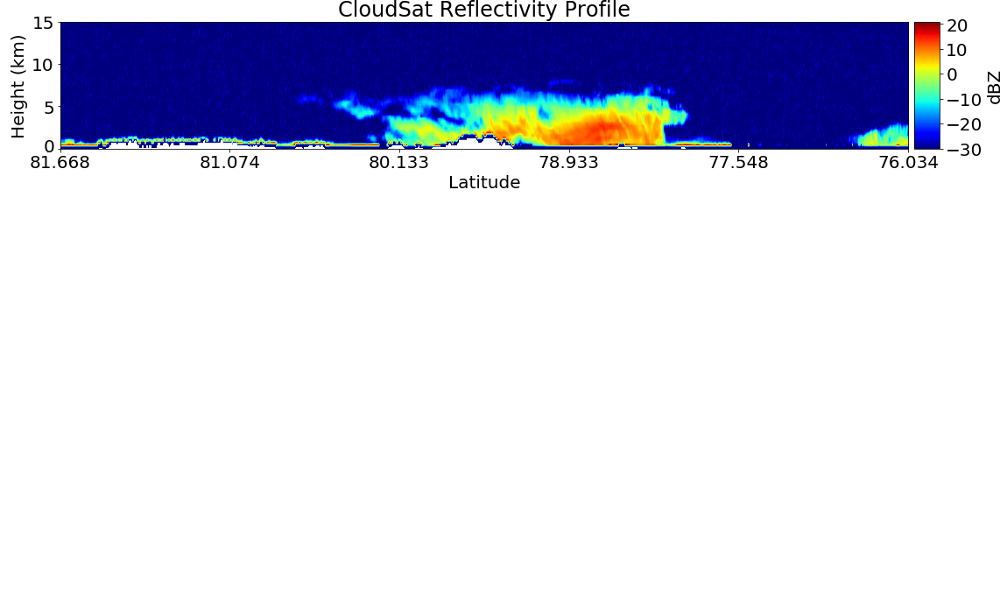 CloudSat Reflectivity Profile
Height (km)
15
10
5
0
81.668 81.074 80.133 78.933 77.548 76.034
Latitude
20
10
0
−10
−20
−30
dBZ